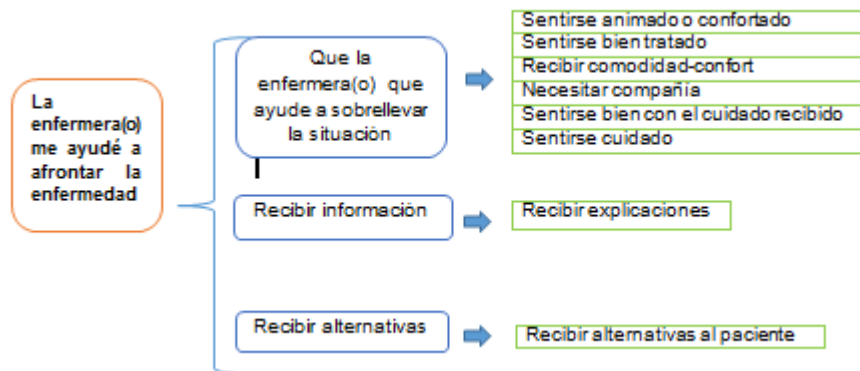 La
enfermera(o)
me ayudé a
afrontar la
enfermedad
Que la
enfermera(o) que
ayude a sobrellevar
la situación
Sentirse animado o confortado
Sentirse bien tratado
Recibir comodidad-confort
Necesitar compañía
Sentirse bien con el cuidado recibido
Sentirse cuidado
Recibir información
Recibir explicaciones
Recibir alternativas
Recibir alternativas al paciente